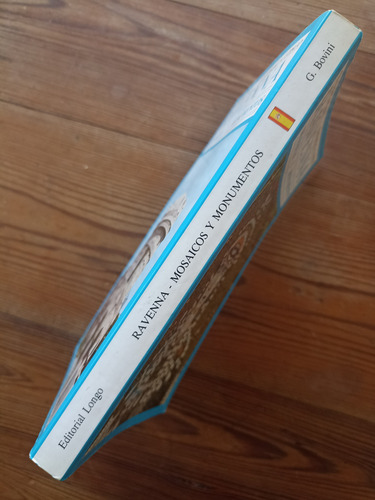 Editorial Longo
RAVENNA - MOSAICOS Y MONUMENTOS
G. Bovini